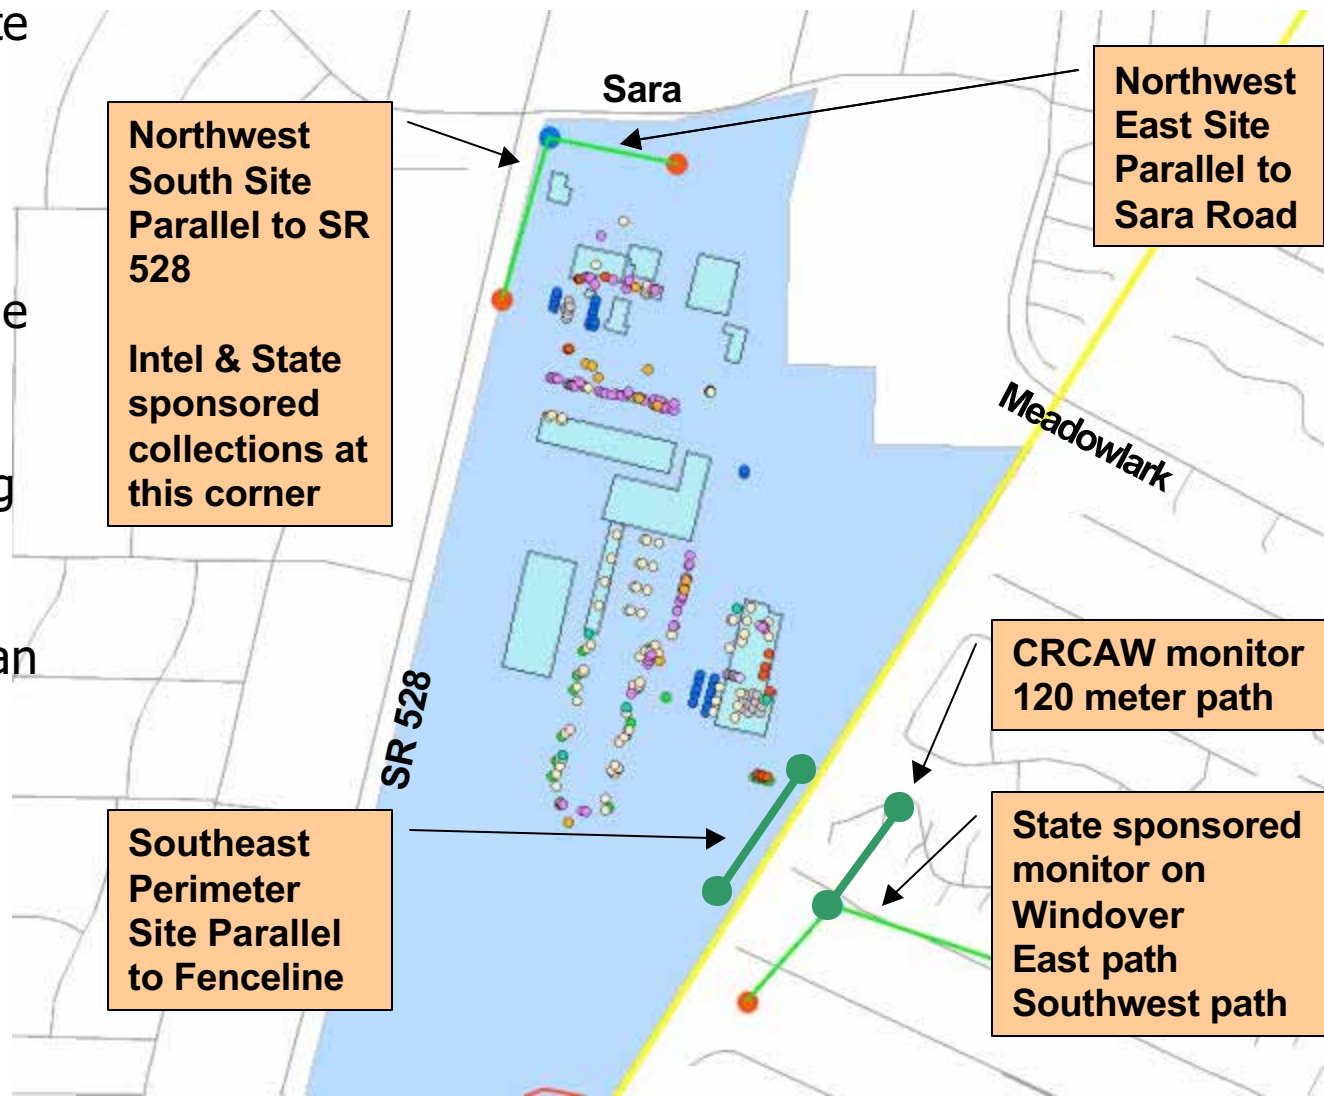 te
e
g
an
Sara
Northwest
South Site
Parallel to SR
528
Intel & State
sponsored
collections at
this corner
Northwest
East Site
Parallel to
Sara Road
Meadowlark
SR 528
CRCAW monitor
120 meter path
Southeast
Perimeter
Site Parallel
to Fenceline
State sponsored
monitor on
Windover
East path
Southwest path